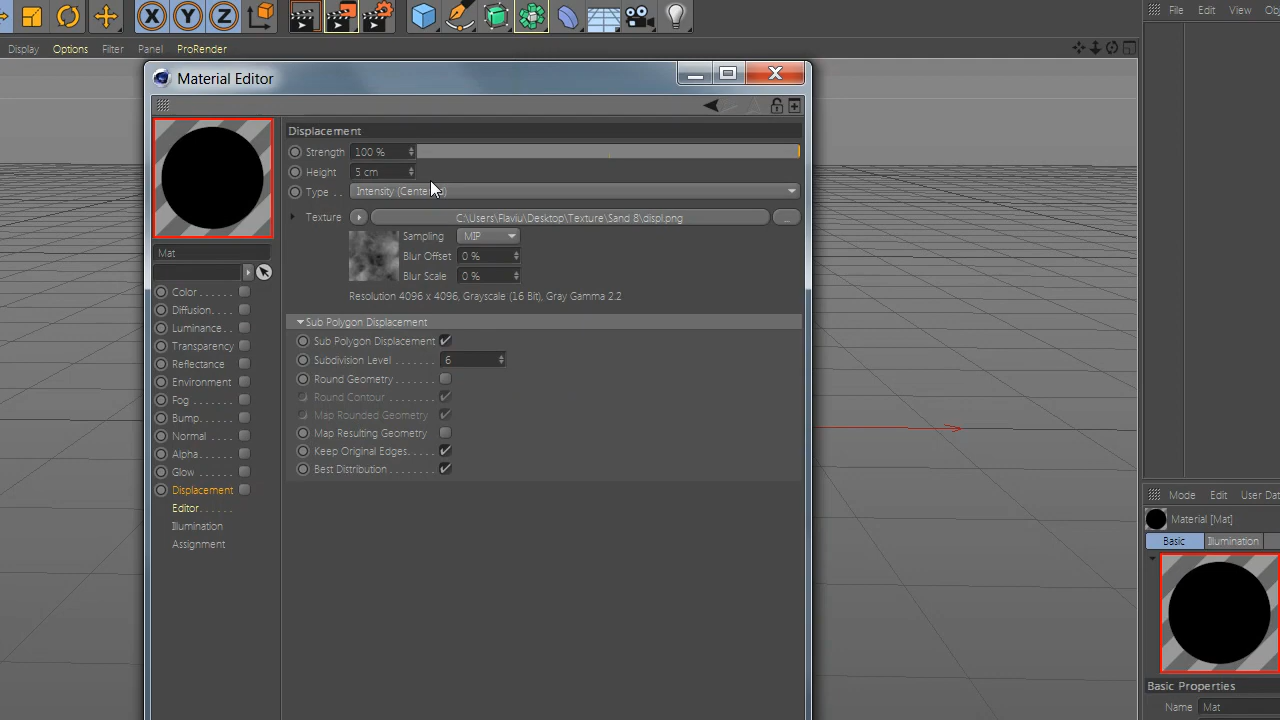 File Edit View
Display Options Filter Panel ProRender
Material Editor
Displacement
Strength 100 %
Height 5 cm
Type . . Intensity (Centered)
Texture C:\Users\Flaviu\Desktop\Texture\Sand 8\displ.png ...
Sampling MIP
Blur Offset 0 %
Blur Scale 0 %
Resolution 4096 x 4096, Grayscale (16 Bit), Gray Gamma 2.2
Mat
Color
Diffusion
Luminance
Transparency
Reflectance
Environment
Fog
Bump
Normal
Alpha
Glow
Displacement
Editor
Illumination
Assignment
Sub Polygon Displacement
Sub Polygon Displacement
Subdivision Level 6
Round Geometry
Round Contour
Map Rounded Geometry
Map Resulting Geometry
Keep Original Edges
Best Distribution
Mode Edit User Dat
Material [Mat]
Basic Illumination
Basic Properties
Name Mat
X Y Z